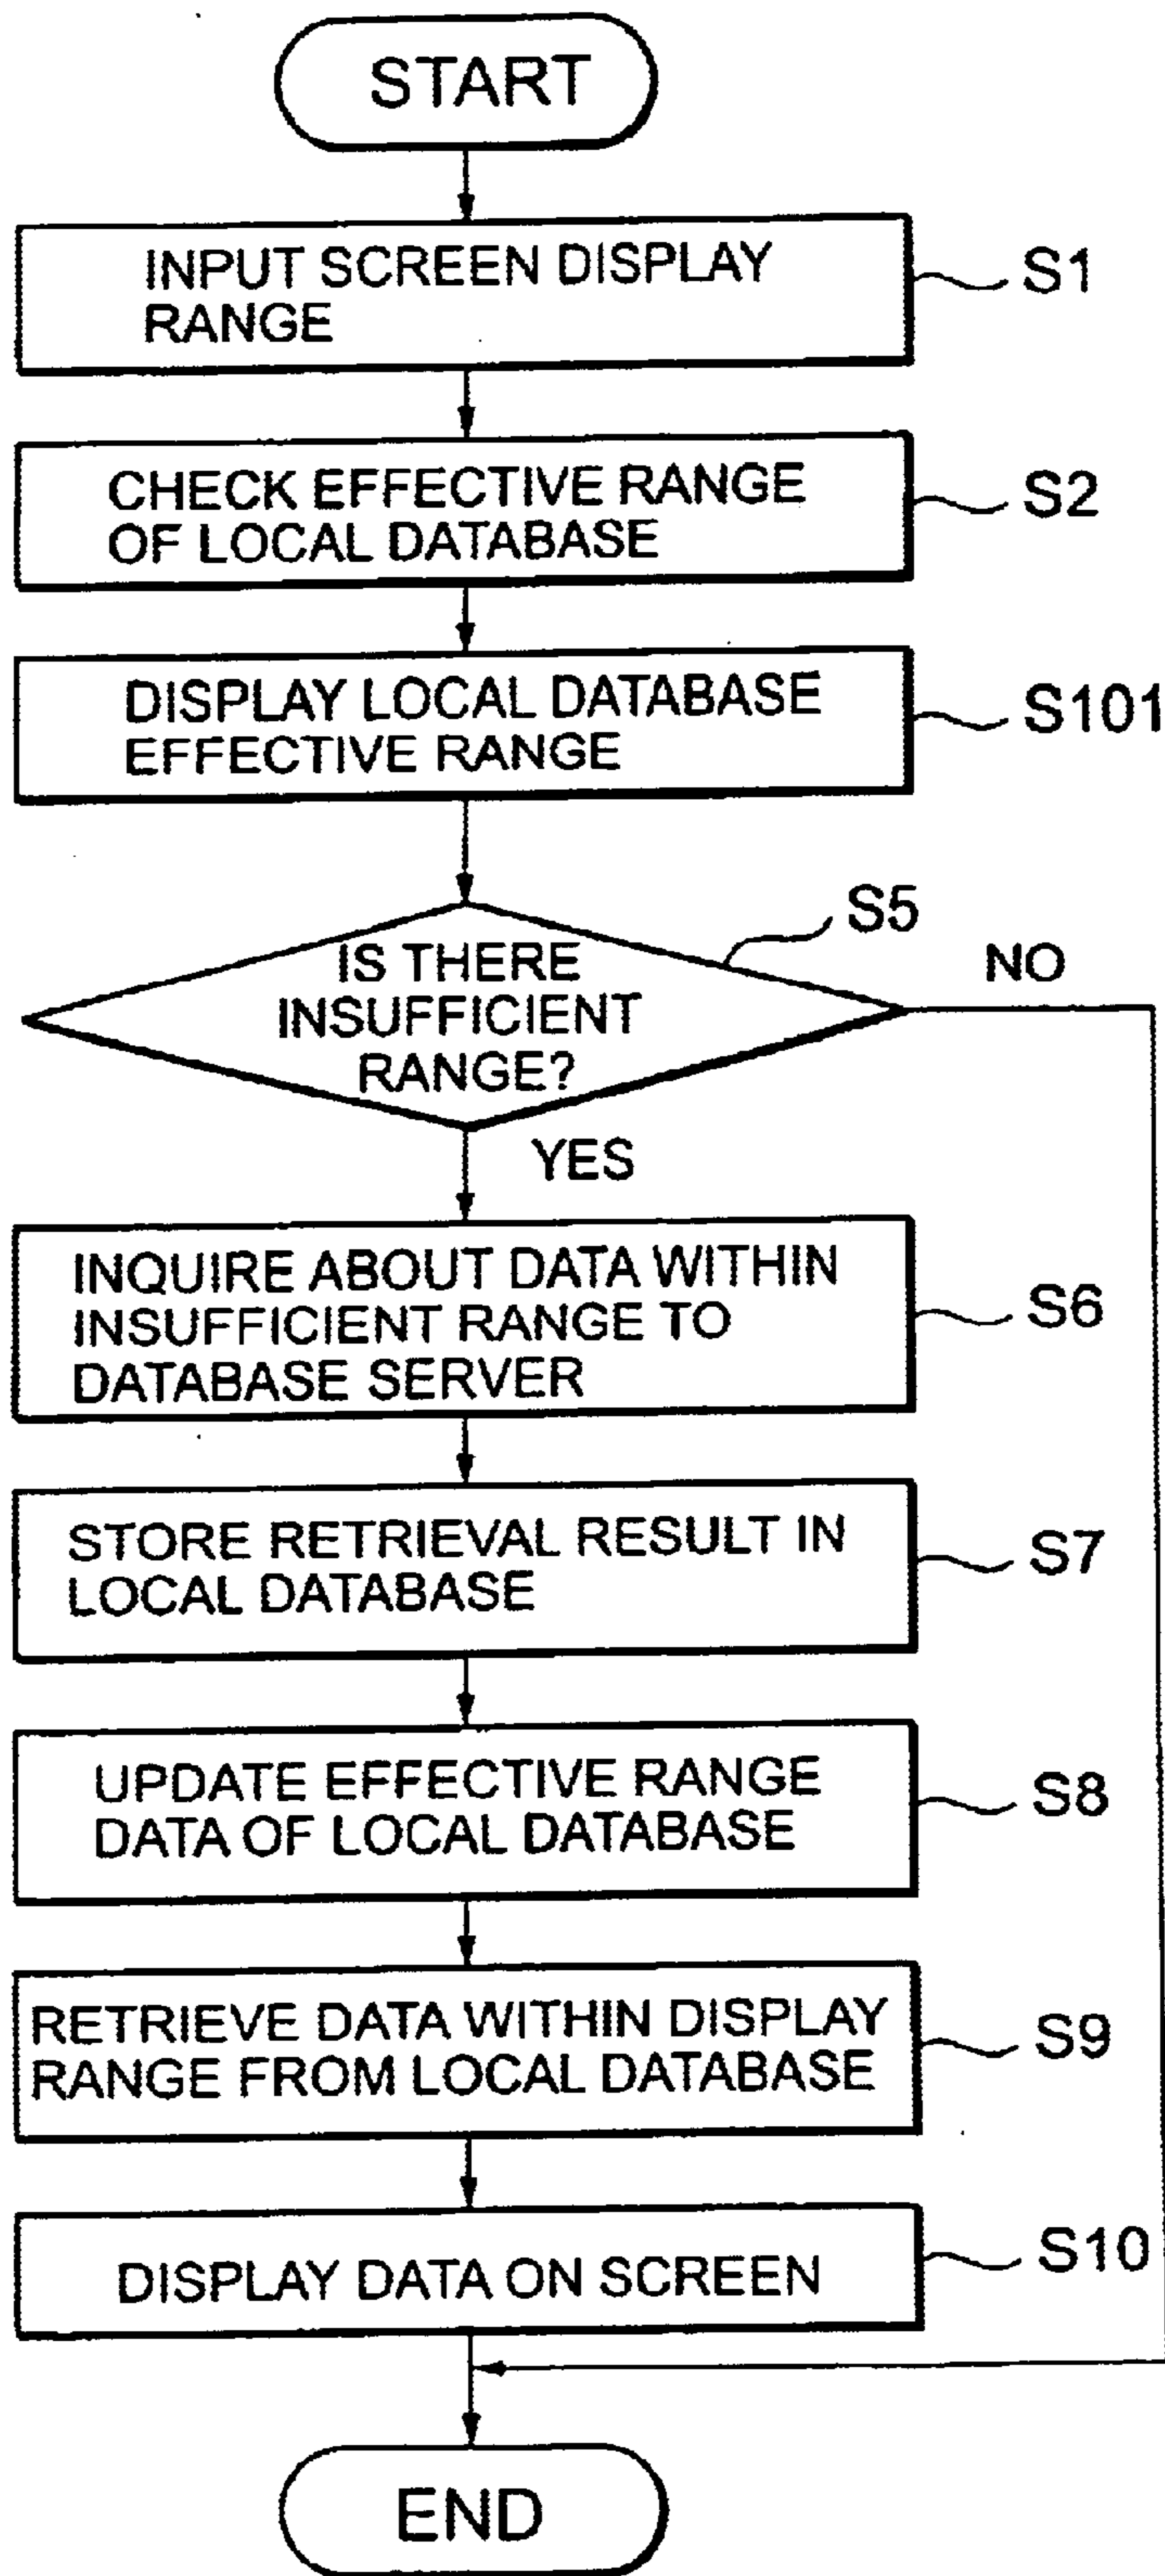 START
INPUT SCREEN DISPLAY
RANGE
S1
CHECK EFFECTIVE RANGE
OF LOCAL DATABASE
S2
DISPLAY LOCAL DATABASE
EFFECTIVE RANGE
S101
S5
IS THERE
INSUFFICIENT
RANGE?
NO
YES
INQUIRE ABOUT DATA WITHIN
INSUFFICIENT RANGE TO
DATABASE SERVER
S6
STORE RETRIEVAL RESULT IN
LOCAL DATABASE
S7
UPDATE EFFECTIVE RANGE
DATA OF LOCAL DATABASE
S8
RETRIEVE DATA WITHIN DISPLAY
RANGE FROM LOCAL DATABASE
S9
DISPLAY DATA ON SCREEN
S10
END